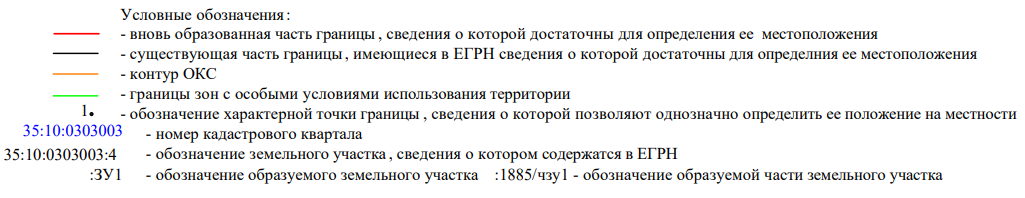 Условные обозначения:
- вновь образованная часть границы, сведения о которой достаточны для определения ее местоположения
- существующая часть границы, имеющиеся в ЕГРН сведения о которой достаточны для определния ее местоположения
- контур ОКС
- границы зон с особыми условиями использования территории
1. - обозначение характерной точки границы, сведения о которой позволяют однозначно определить ее положение на местности
35:10:0303003 - номер кадастрового квартала
35:10:0303003:4 - обозначение земельного участка, сведения о котором содержатся в ЕГРН
:ЗУ1 - обозначение образуемого земельного участка :1885/чзу1 - обозначение образуемой части земельного участка